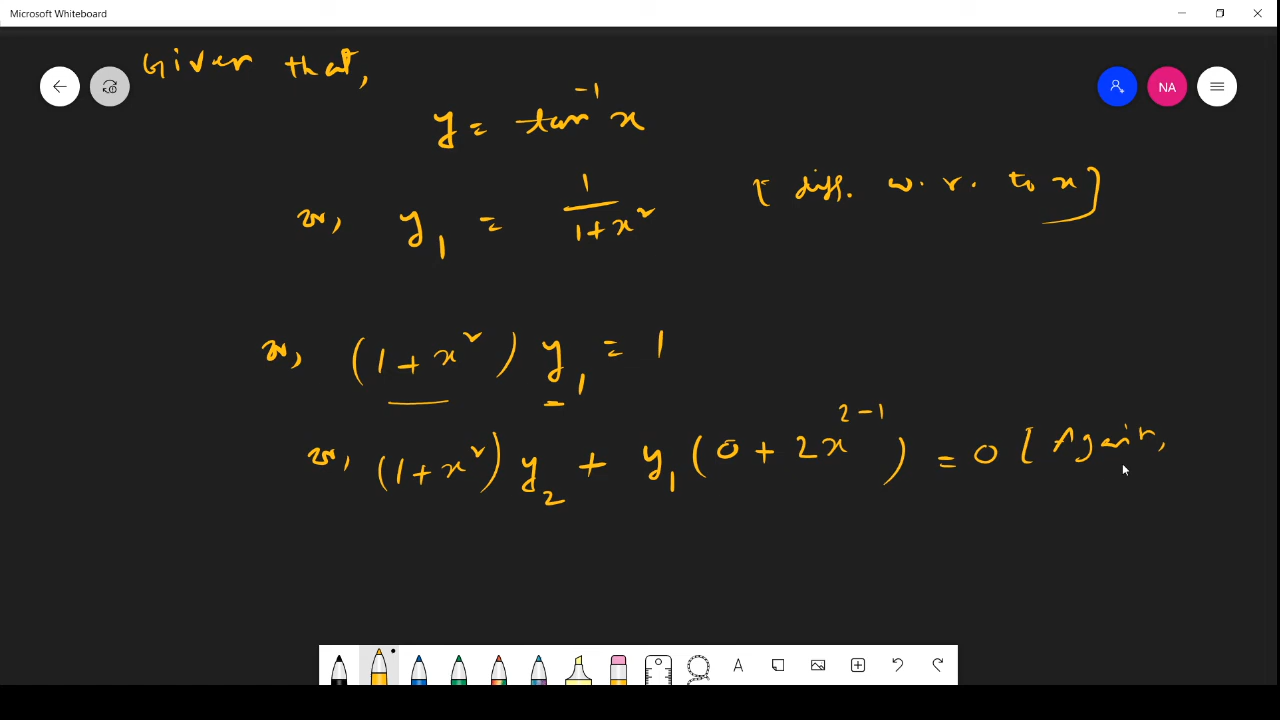 Microsoft Whiteboard
Given that,
NA
y = tan⁻¹ x
or, y₁ = 1/(1+x²) [ diff. w. r. to x]
or, (1+x²) y₁ = 1
or, (1+x²) y₂ + y₁ (0 + 2x²⁻¹) = 0 [ Again,
A